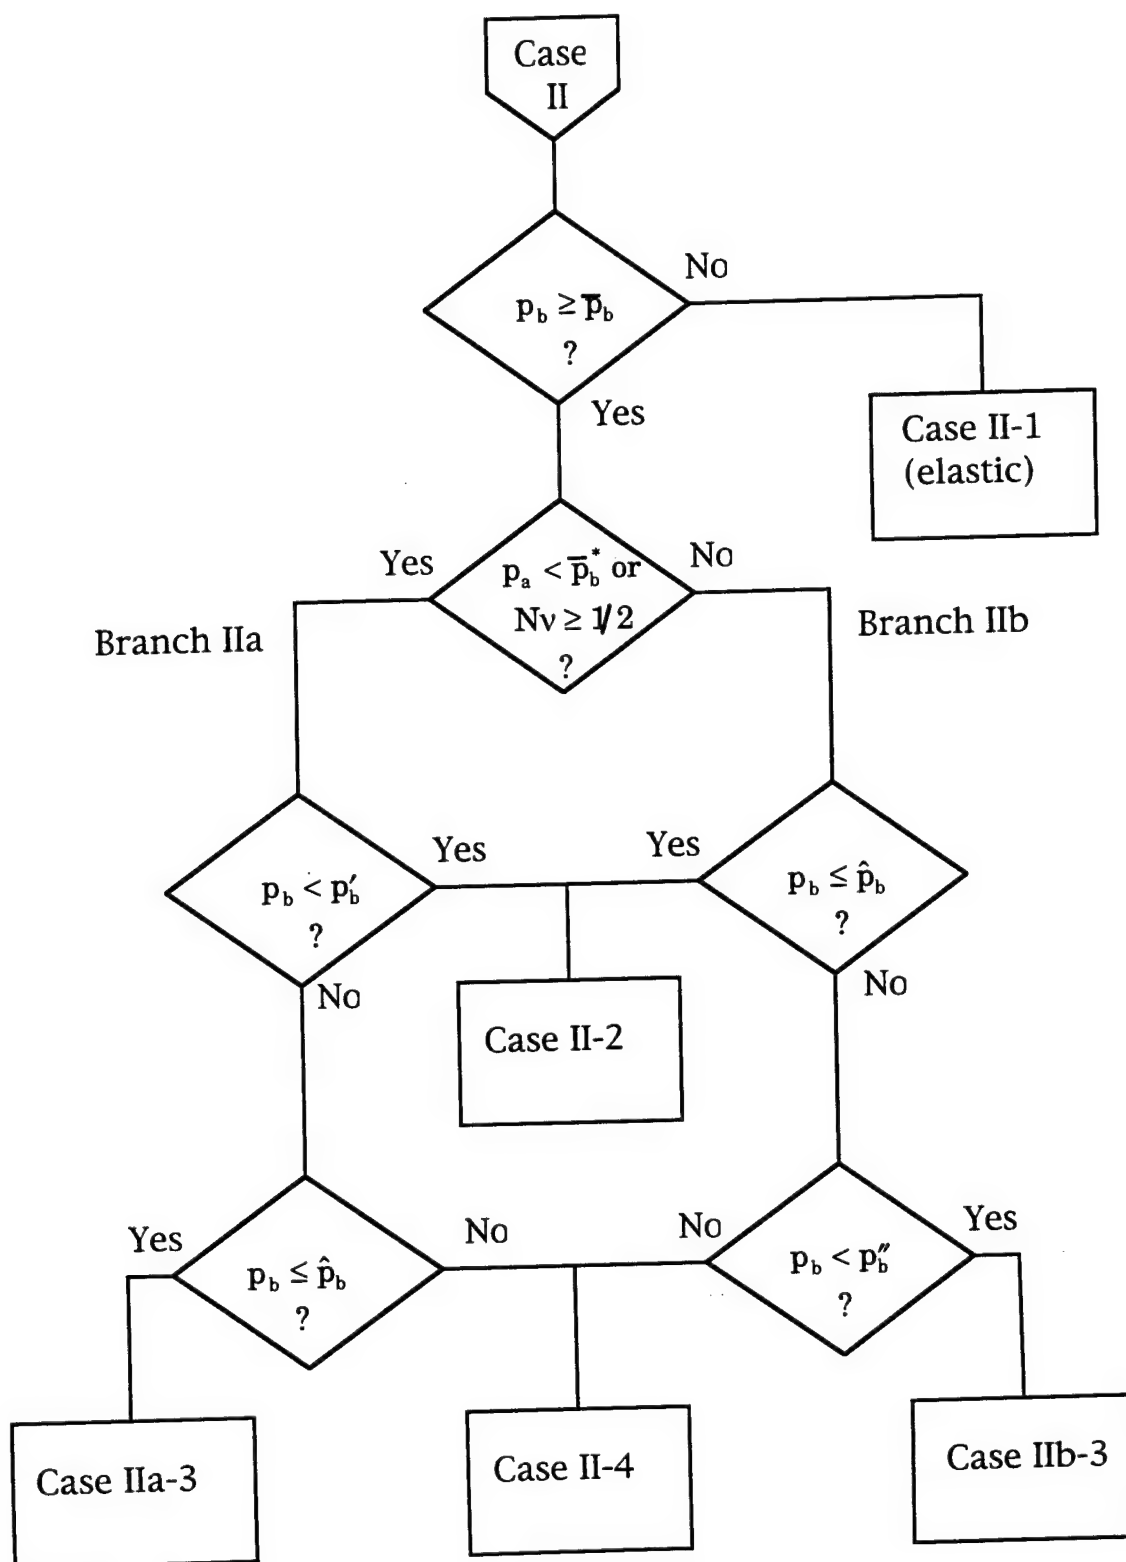 Case
II
No
p_b ≥ p̅_b
?
Yes
Case II-1
(elastic)
Yes
p_a < p̅_b^* or
Nν ≥ 1/2
?
No
Branch IIa
Branch IIb
Yes
p_b < p_b′
?
No
Yes
p_b ≤ p̂_b
?
No
Case II-2
Yes
p_b ≤ p̂_b
?
No
No
p_b < p_b″
?
Yes
Case IIa-3
Case II-4
Case IIb-3